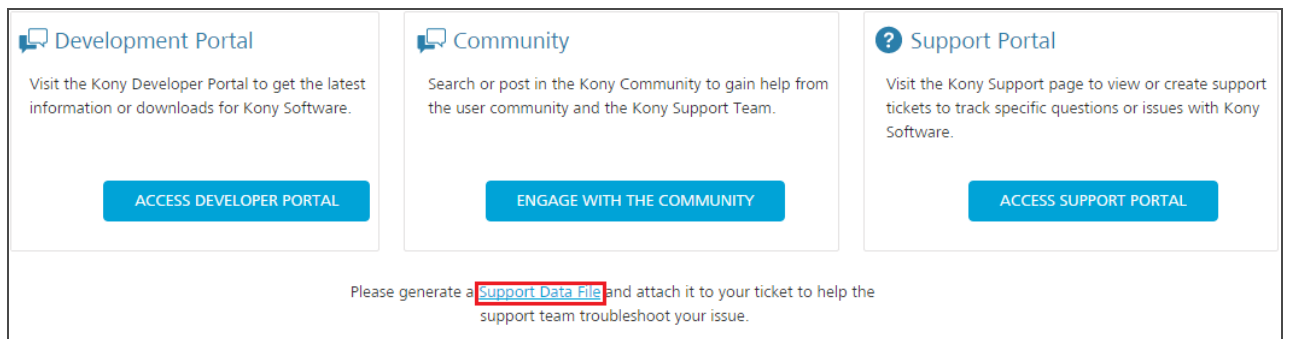 Development Portal
Visit the Kony Developer Portal to get the latest
information or downloads for Kony Software.
ACCESS DEVELOPER PORTAL
Community
Search or post in the Kony Community to gain help from
the user community and the Kony Support Team.
ENGAGE WITH THE COMMUNITY
Support Portal
Visit the Kony Support page to view or create support
tickets to track specific questions or issues with Kony
Software.
ACCESS SUPPORT PORTAL
Please generate a Support Data File and attach it to your ticket to help the
support team troubleshoot your issue.